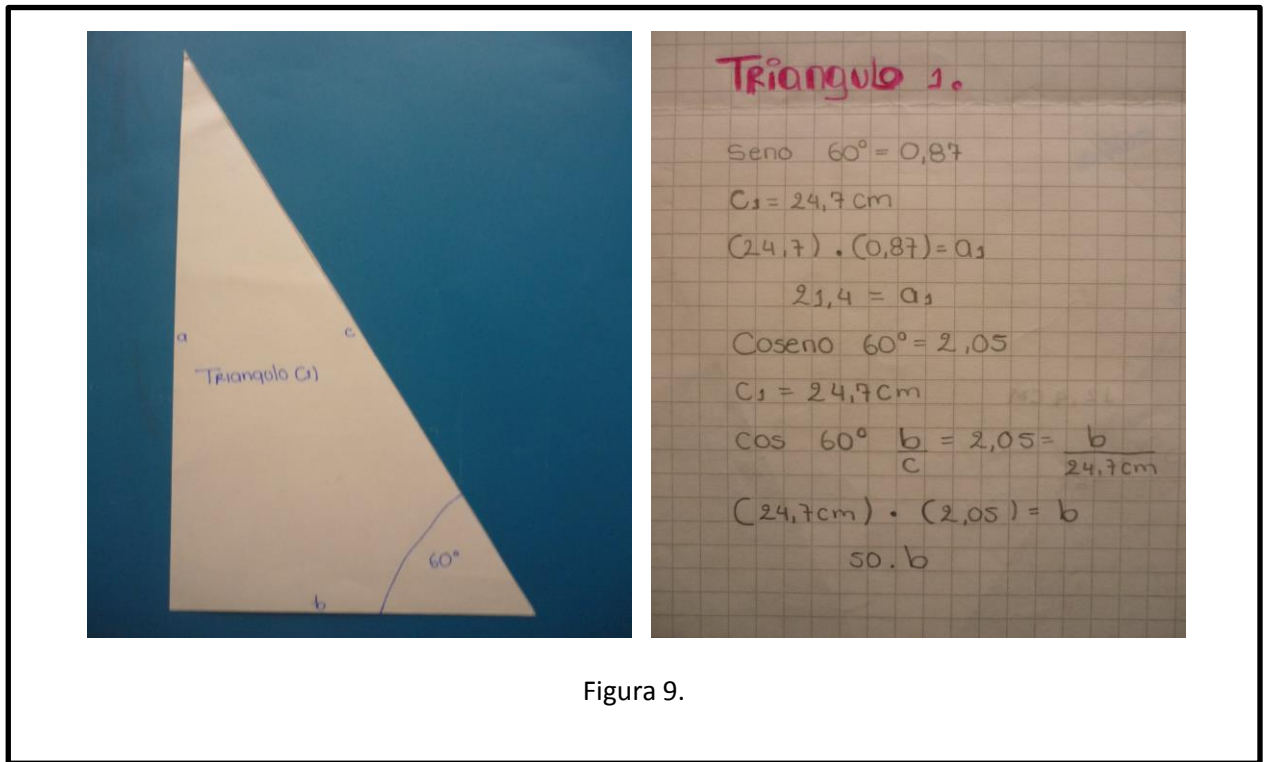 a
c
Triangulo (1)
60°
b
Triangulo 1.
Seno 60° = 0,87
C1 = 24,7 cm
(24,7) . (0,87) = a1
21,4 = a1
Coseno 60° = 2,05
C1 = 24,7 cm
cos 60° b/c = 2,05 = b/24,7cm
(24,7cm) . (2,05) = b
50. b
Figura 9.